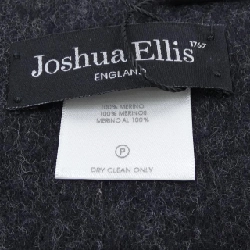 Joshua Ellis 1767
ENGLAND
100% MERINO
100% MERINOS
MERINO AL 100%
P
DRY CLEAN ONLY